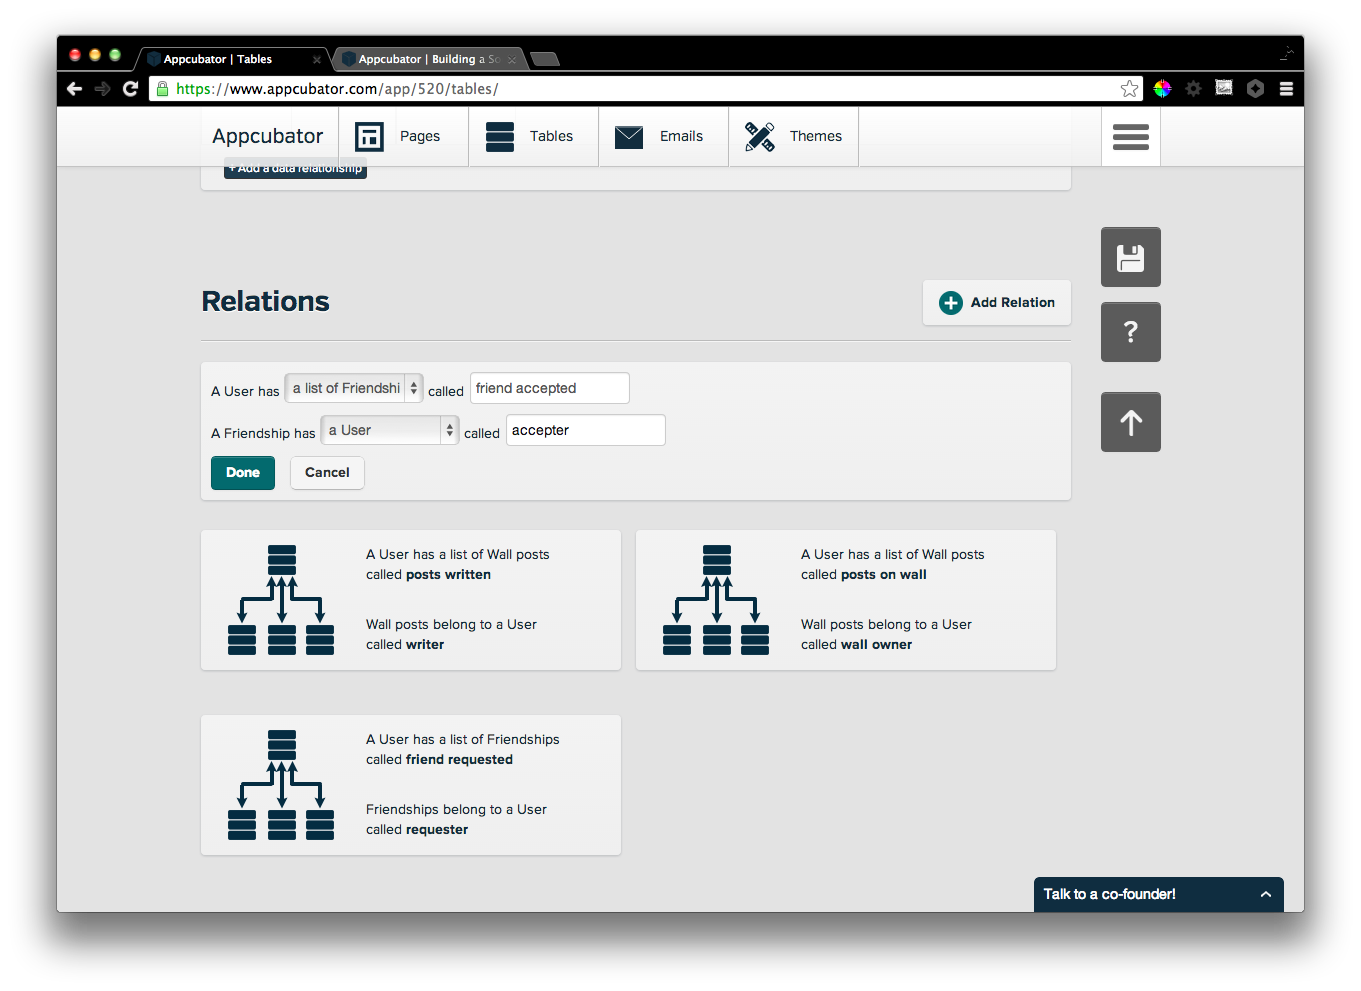 Appcubator | Tables
Appcubator | Building a So
https://www.appcubator.com/app/520/tables/
Appcubator
Pages
Tables
Emails
Themes
+ Add a data relationship
Relations
Add Relation
?
A User has a list of Friendshi called friend accepted
A Friendship has a User called accepter
Done
Cancel
A User has a list of Wall posts
called posts written
Wall posts belong to a User
called writer
A User has a list of Wall posts
called posts on wall
Wall posts belong to a User
called wall owner
A User has a list of Friendships
called friend requested
Friendships belong to a User
called requester
Talk to a co-founder!